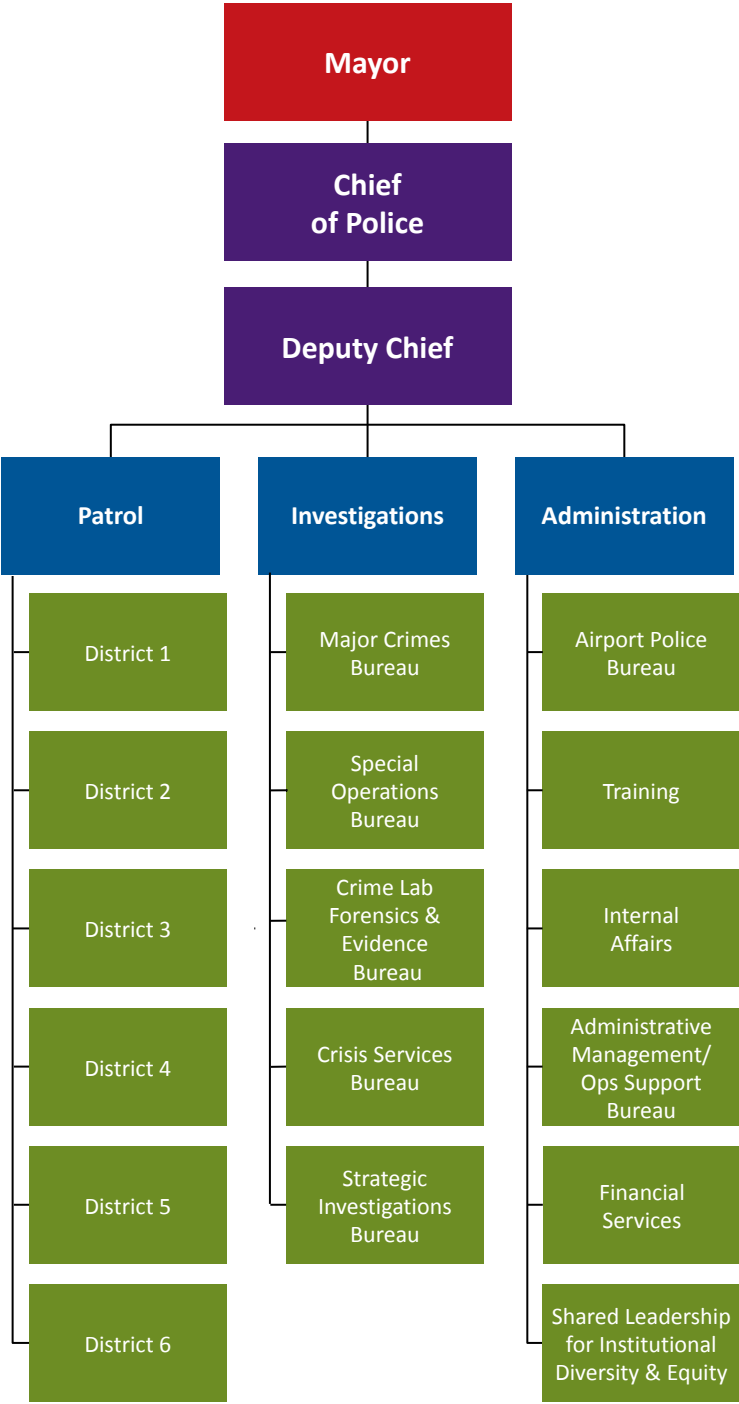 Mayor
Chief
of Police
Deputy Chief
Patrol
Investigations
Administration
District 1
District 2
District 3
District 4
District 5
District 6
Major Crimes
Bureau
Special
Operations
Bureau
Crime Lab
Forensics &
Evidence
Bureau
Crisis Services
Bureau
Strategic
Investigations
Bureau
Airport Police
Bureau
Training
Internal
Affairs
Administrative
Management/
Ops Support
Bureau
Financial
Services
Shared Leadership
for Institutional
Diversity & Equity